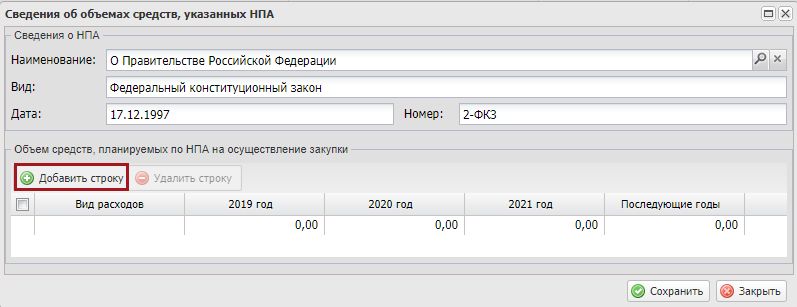 Сведения об объемах средств, указанных НПА
Сведения о НПА
Наименование: О Правительстве Российской Федерации
Вид: Федеральный конституционный закон
Дата: 17.12.1997 Номер: 2-ФКЗ
Объем средств, планируемых по НПА на осуществление закупки
Добавить строку Удалить строку
Вид расходов 2019 год 2020 год 2021 год Последующие годы
0,00 0,00 0,00 0,00
Сохранить Закрыть